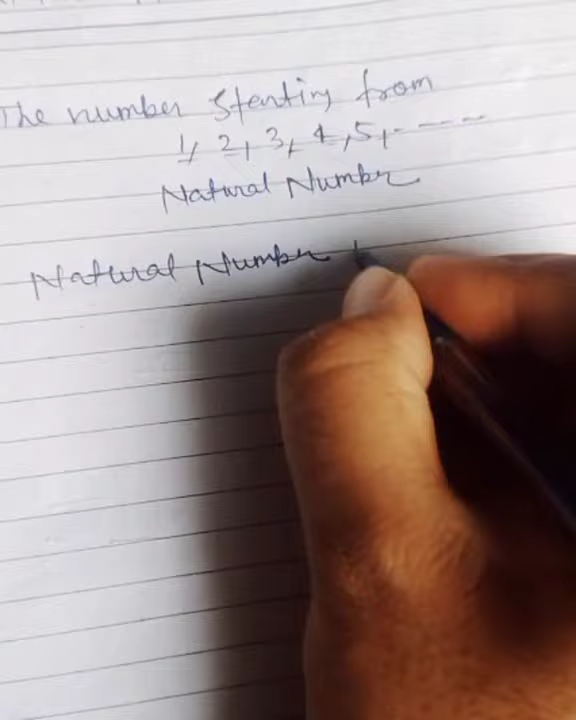 The number starting from
1, 2, 3, 4, 5, - - - -
Natural Number
Natural Number